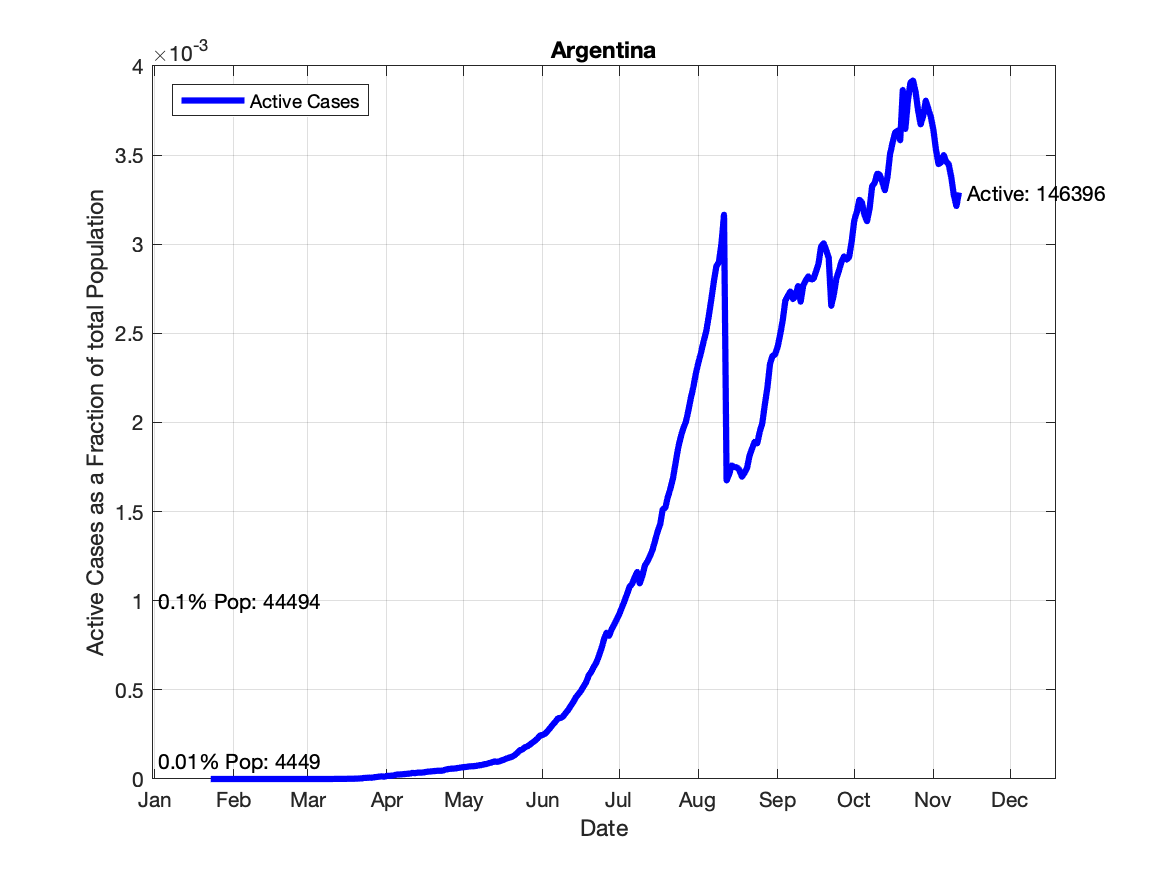 Argentina
×10-3
Active Cases
4
3.5
3
2.5
2
1.5
1
0.5
0
Active Cases as a Fraction of total Population
Active: 146396
0.1% Pop: 44494
0.01% Pop: 4449
Jan Feb Mar Apr May Jun Jul Aug Sep Oct Nov Dec
Date